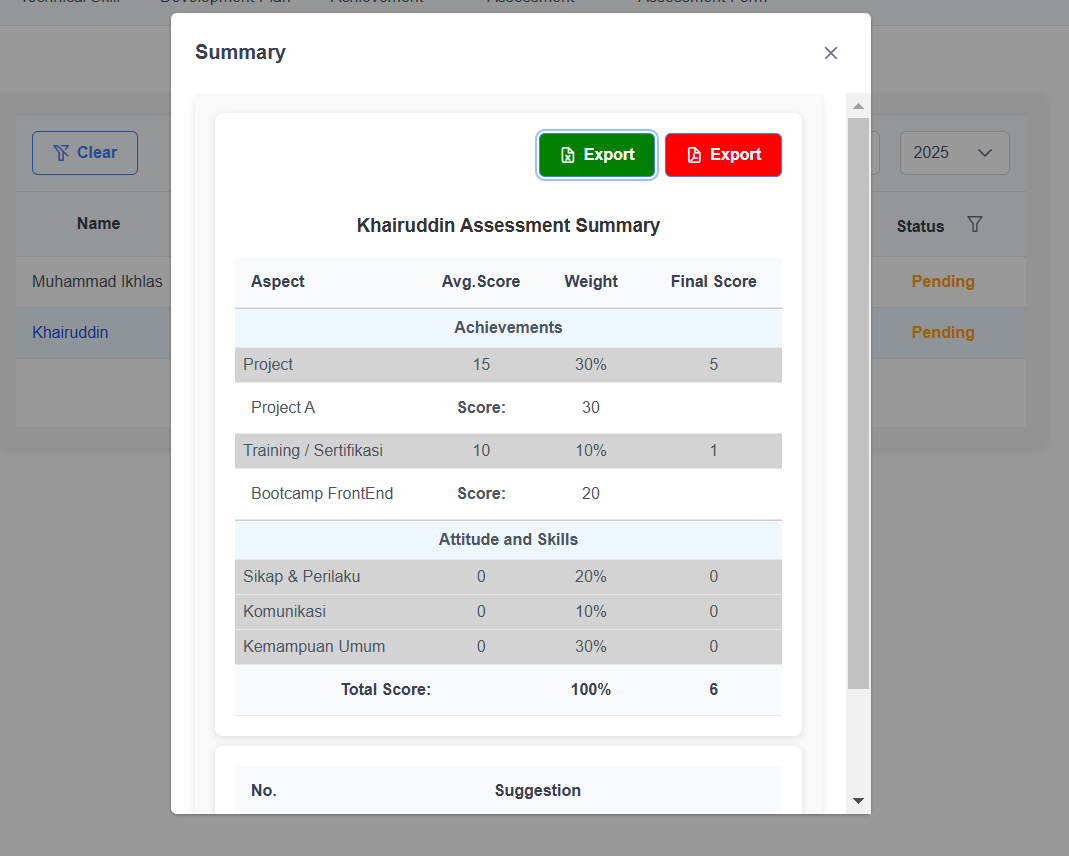 Technical Skill Development Plan Achievement Assessment Assessment Form
Summary
Clear
2025
Export Export
Khairuddin Assessment Summary
Name
Status
Aspect Avg.Score Weight Final Score
Muhammad Ikhlas
Pending
Achievements
Khairuddin
Pending
Project 15 30% 5
Project A Score: 30
Training / Sertifikasi 10 10% 1
Bootcamp FrontEnd Score: 20
Attitude and Skills
Sikap & Perilaku 0 20% 0
Komunikasi 0 10% 0
Kemampuan Umum 0 30% 0
Total Score: 100% 6
No. Suggestion